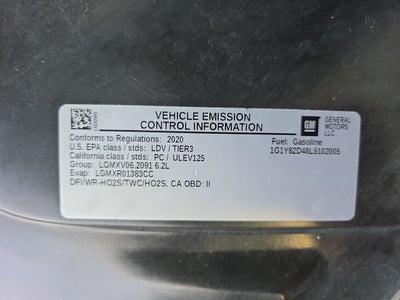 VEHICLE EMISSION
CONTROL INFORMATION
GM
GENERAL
MOTORS
LLC
Conforms to Regulations: 2020
U.S. EPA class / stds: LDV / TIER3
California class / stds: PC / ULEV125
Group: LGMXV06.2091 6.2L
Evap: LGMXR01383CC
DFI/WR-HO2S/TWC/HO2S, CA OBD: II
Fuel: Gasoline
1G1Y82D48L5102005